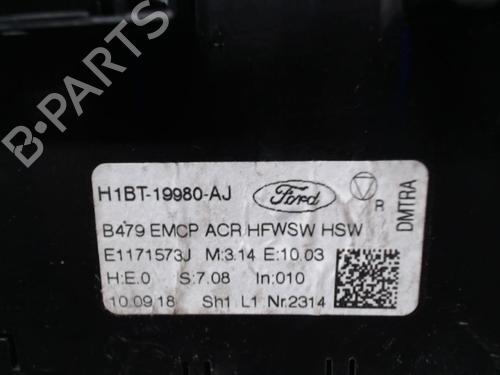 B-PARTS
H1BT-19980-AJ
Ford
R
DMTRA
B479 EMCP ACR HFWSW HSW
E1171573J M:3.14 E:10.03
H:E.0 S:7.08 In:010
10.09.18 Sh1 L1 Nr.2314